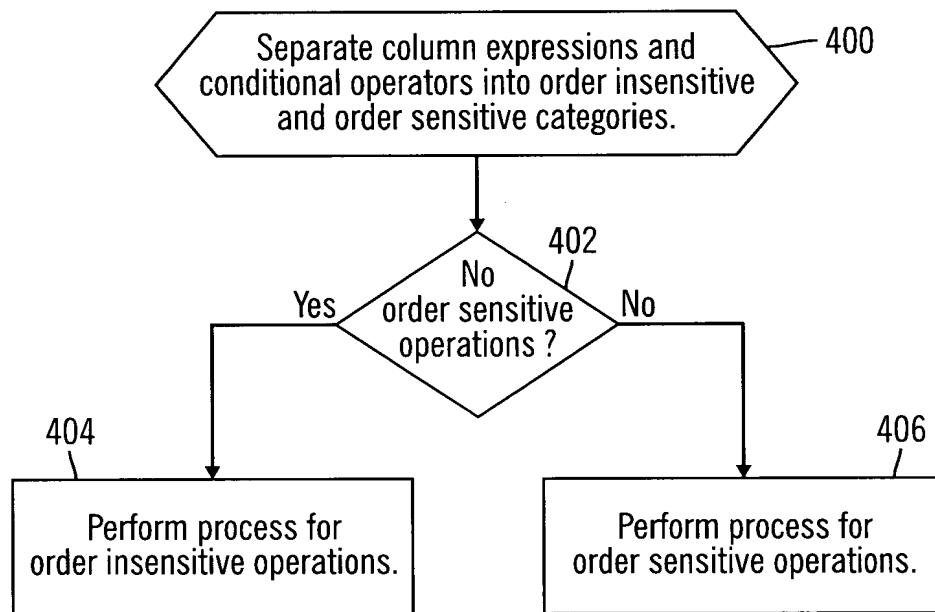 Separate column expressions and
conditional operators into order insensitive
and order sensitive categories.
400
402
No
order sensitive
operations ?
Yes
No
404
406
Perform process for
order insensitive operations.
Perform process for
order sensitive operations.